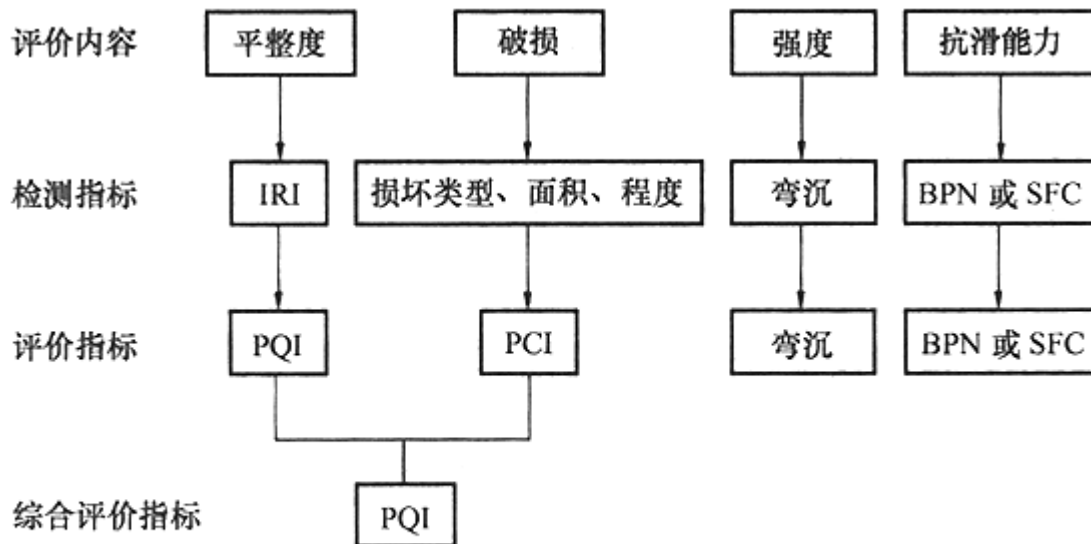 评价内容 平整度 破损 强度 抗滑能力
检测指标 IRI 损坏类型、面积、程度 弯沉 BPN 或 SFC
评价指标 PQI PCI 弯沉 BPN 或 SFC
综合评价指标 PQI